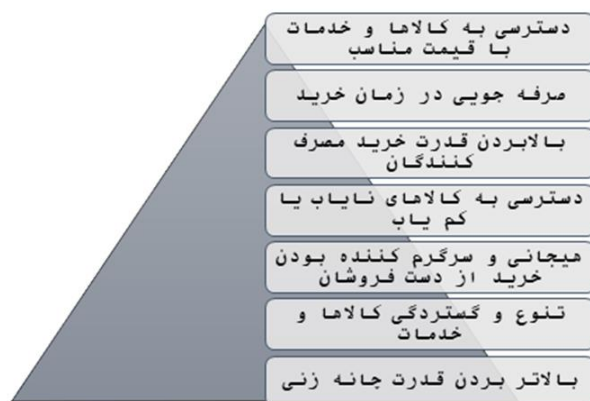 دسترسی به کالاها و خدمات
با قیمت مناسب
صرفه جویی در زمان خرید
بالابردن قدرت خرید مصرف
کنندگان
دسترسی به کالاهای نایاب یا
کم یاب
هیجانی و سرگرم کننده بودن
خرید از دست فروشان
تنوع و گستردگی کالاها و
خدمات
بالاتر بردن قدرت چانه زنی